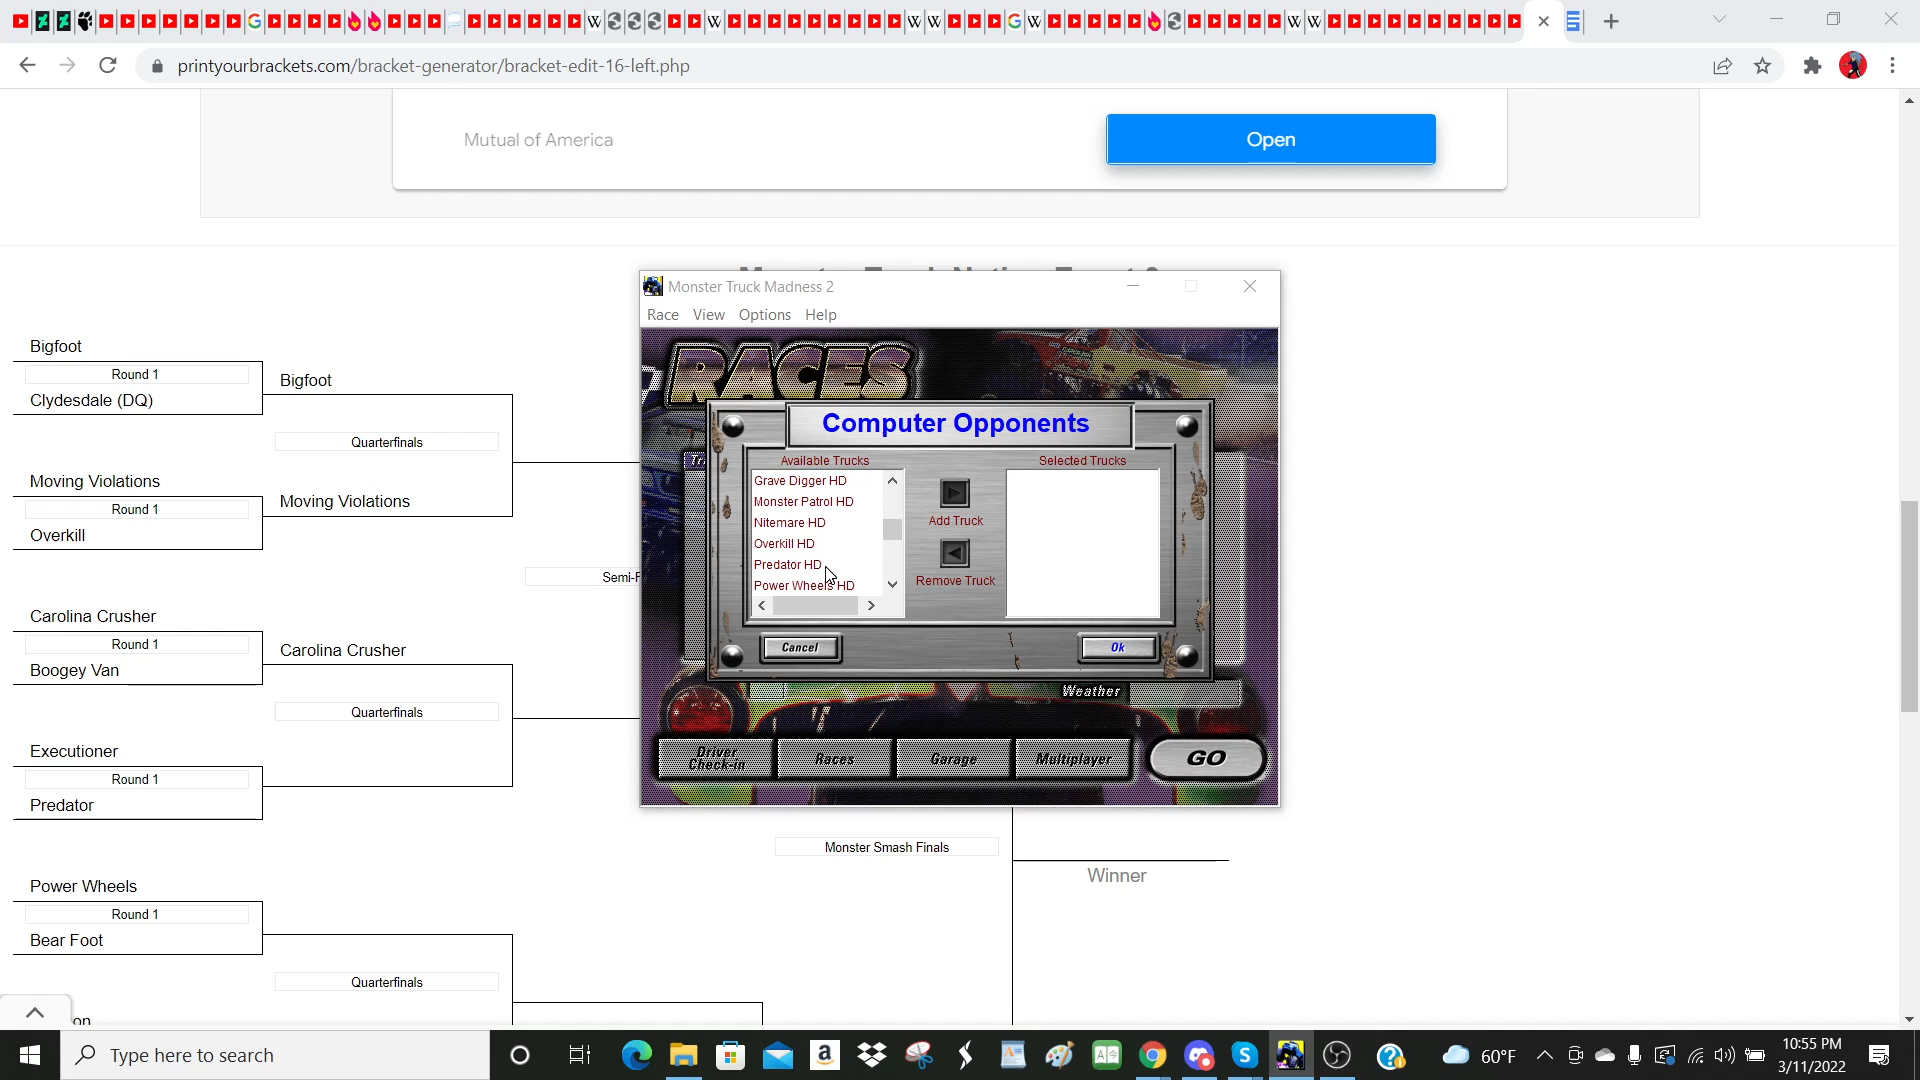 printyourbrackets.com/bracket-generator/bracket-edit-16-left.php
Mutual of America
Open
Monster Truck Madness 2
Race View Options Help
RACES
Computer Opponents
Available Trucks
Selected Trucks
Grave Digger HD
Monster Patrol HD
Nitemare HD
Overkill HD
Predator HD
Power Wheels HD
Add Truck
Remove Truck
Cancel
Ok
Weather
Driver Check-in
Races
Garage
Multiplayer
GO
Bigfoot
Round 1
Clydesdale (DQ)
Bigfoot
Quarterfinals
Moving Violations
Round 1
Overkill
Moving Violations
Semi-F
Carolina Crusher
Round 1
Boogey Van
Carolina Crusher
Quarterfinals
Executioner
Round 1
Predator
Monster Smash Finals
Winner
Power Wheels
Round 1
Bear Foot
Quarterfinals
on
Type here to search
60°F
10:55 PM
3/11/2022